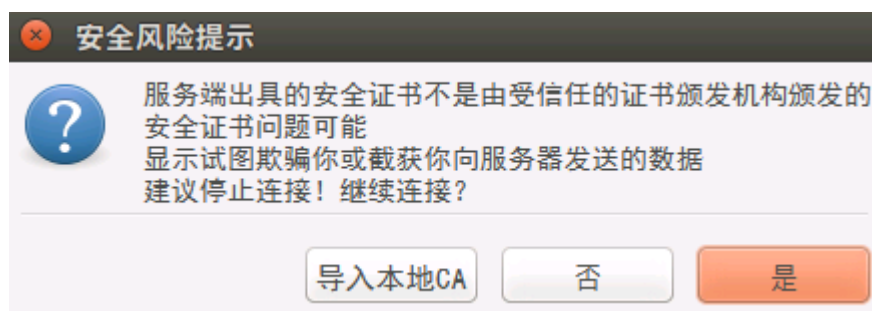 安全风险提示
服务端出具的安全证书不是由受信任的证书颁发机构颁发的
安全证书问题可能
显示试图欺骗你或截获你向服务器发送的数据
建议停止连接！继续连接？
导入本地CA 否 是